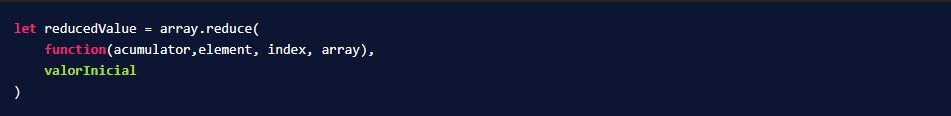 let reducedValue = array.reduce(
    function(acumulator,element, index, array),
    valorInicial
)